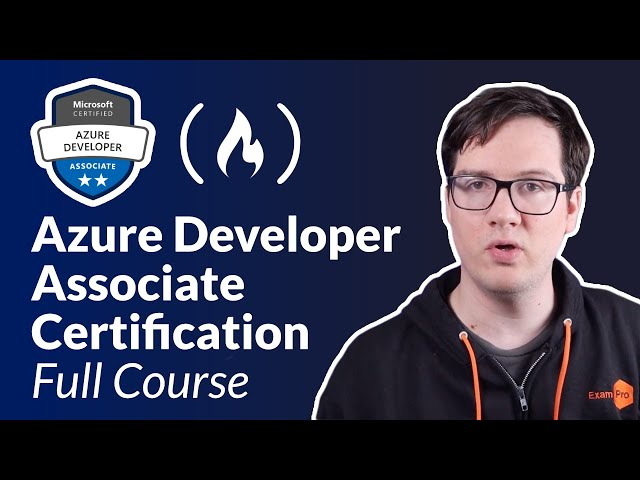 Microsoft
CERTIFIED
AZURE
DEVELOPER
ASSOCIATE
Azure Developer
Associate
Certification
Full Course
ExamPro